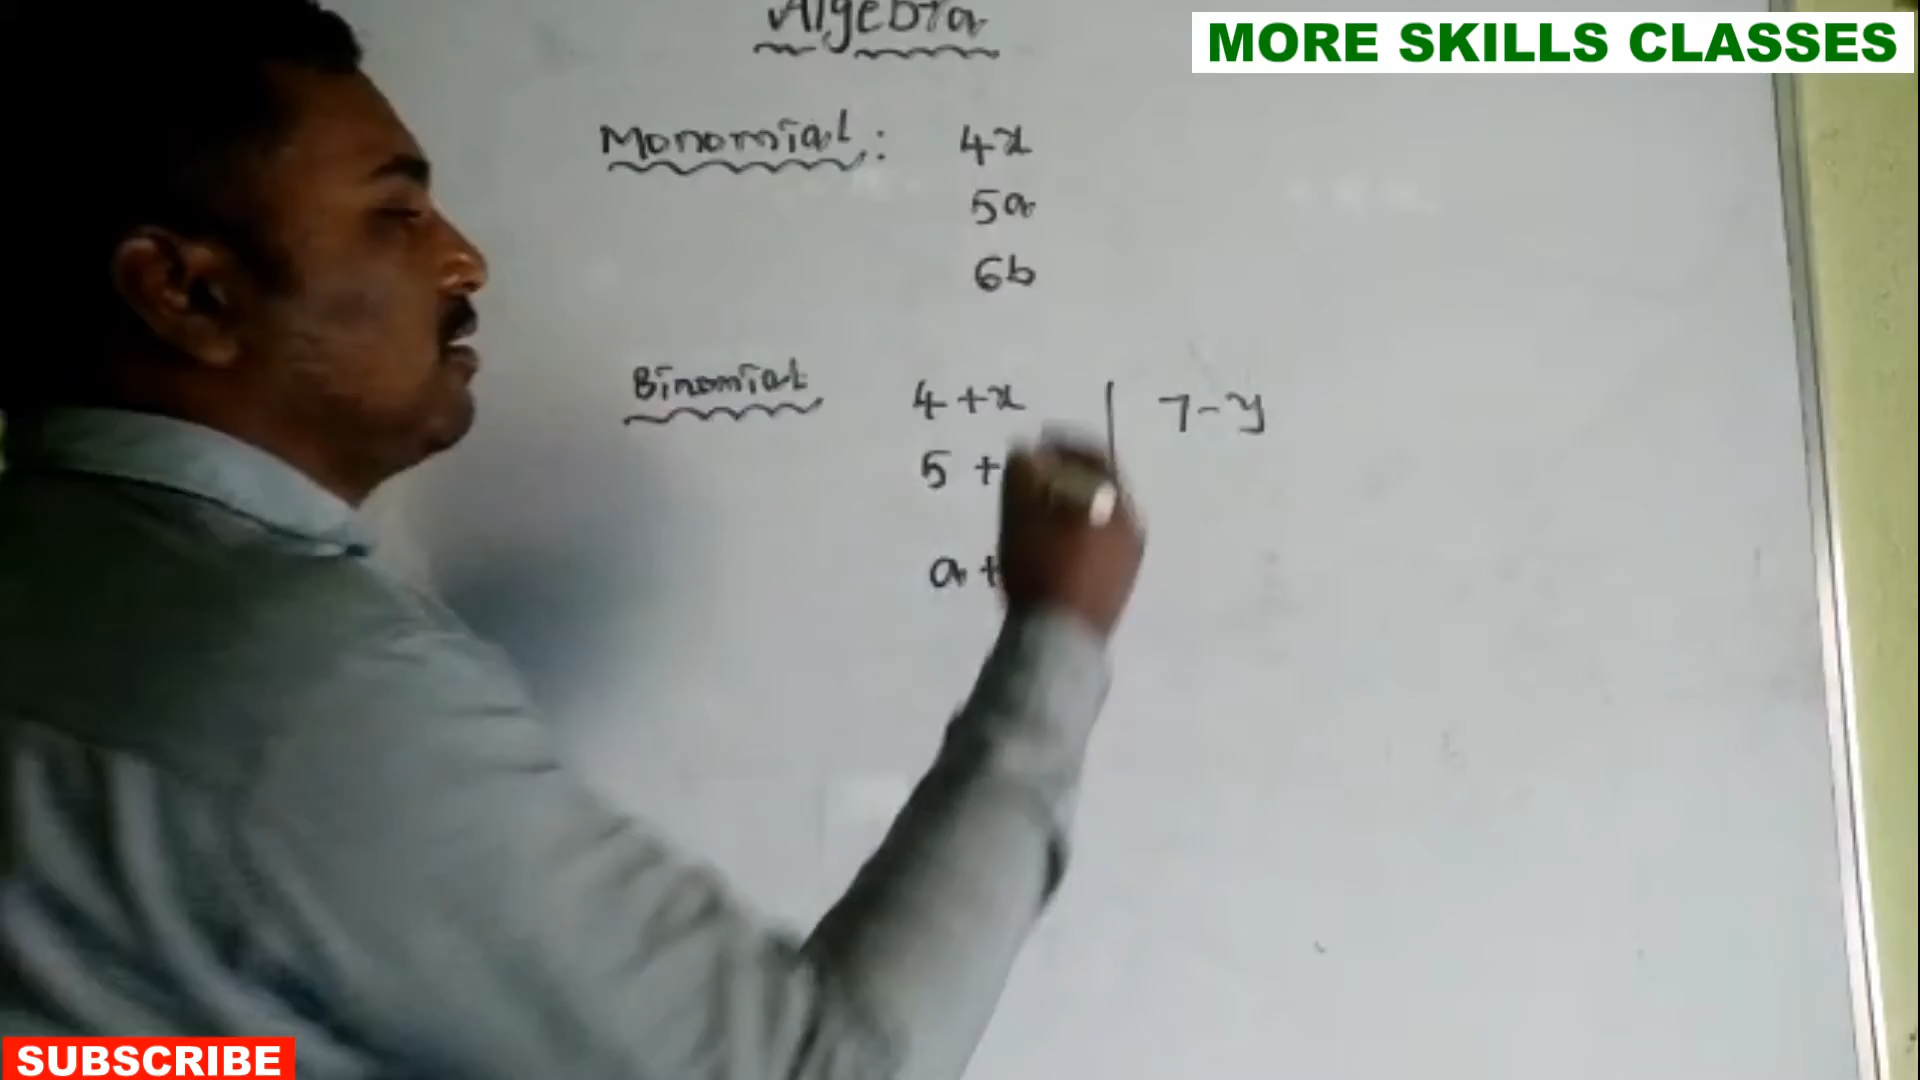 Algebra
MORE SKILLS CLASSES
Monomial:
4x
5a
6b
Binomial
4+x
5 +
a+
7-y
SUBSCRIBE